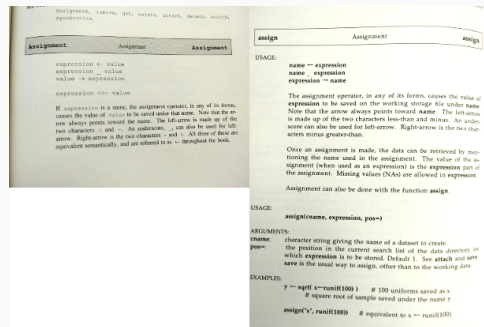 Assignment, remove, get, exists, attach, detach, search,
synchronize.
Assignment Assignment Assignment
expression <- value
expression _ value
value -> expression
expression <<- value
If expression is a name, the assignment operator, in any of its forms,
causes the value of value to be saved under that name. Note that the ar-
row always points toward the name. The left-arrow is made up of the
two characters < and -. An underscore, _, can also be used for left-
arrow. Right-arrow is the two characters - and >. All three of these are
equivalent semantically, and are referred to as <- throughout the book.
assign Assignment assign
USAGE:
name ← expression
name _ expression
expression → name
The assignment operator, in any of its forms, causes the value of
expression to be saved on the working storage file under name
Note that the arrow always points toward name. The left-arrow
is made up of the two characters less-than and minus. An under-
score can also be used for left-arrow. Right-arrow is the two char-
acters minus greater-than.
Once an assignment is made, the data can be retrieved by men-
tioning the name used in the assignment. The value of the as-
signment (when used as an expression) is the expression part of
the assignment. Missing values (NAs) are allowed in expression.
Assignment can also be done with the function assign.
USAGE:
assign(cname, expression, pos=)
ARGUMENTS:
cname: character string giving the name of a dataset to create.
pos=: the position in the current search list of the data directory on
which expression is to be stored. Default 1. See attach and save
save is the usual way to assign, other than to the working data.
EXAMPLES:
y ← sqrt( x←runif(100) ) # 100 uniforms saved as x
# square root of sample saved under the name y
assign("x", runif(100)) # equivalent to x ← runif(100)